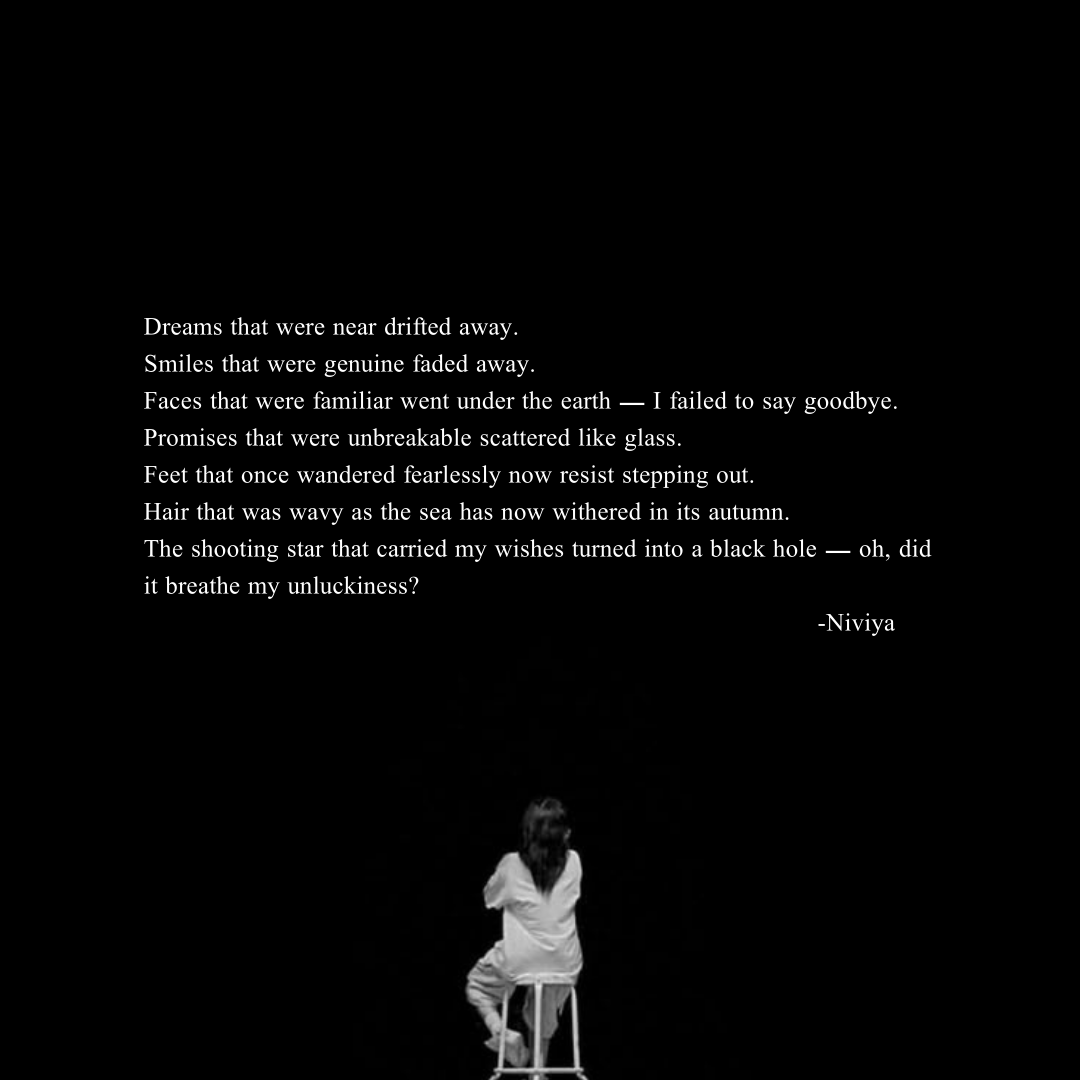 Dreams that were near drifted away.
Smiles that were genuine faded away.
Faces that were familiar went under the earth — I failed to say goodbye.
Promises that were unbreakable scattered like glass.
Feet that once wandered fearlessly now resist stepping out.
Hair that was wavy as the sea has now withered in its autumn.
The shooting star that carried my wishes turned into a black hole — oh, did
it breathe my unluckiness?
-Niviya